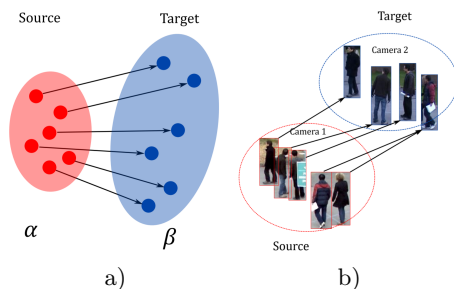 Source
Target
α
β
a)
Target
Camera 2
Camera 1
Source
b)